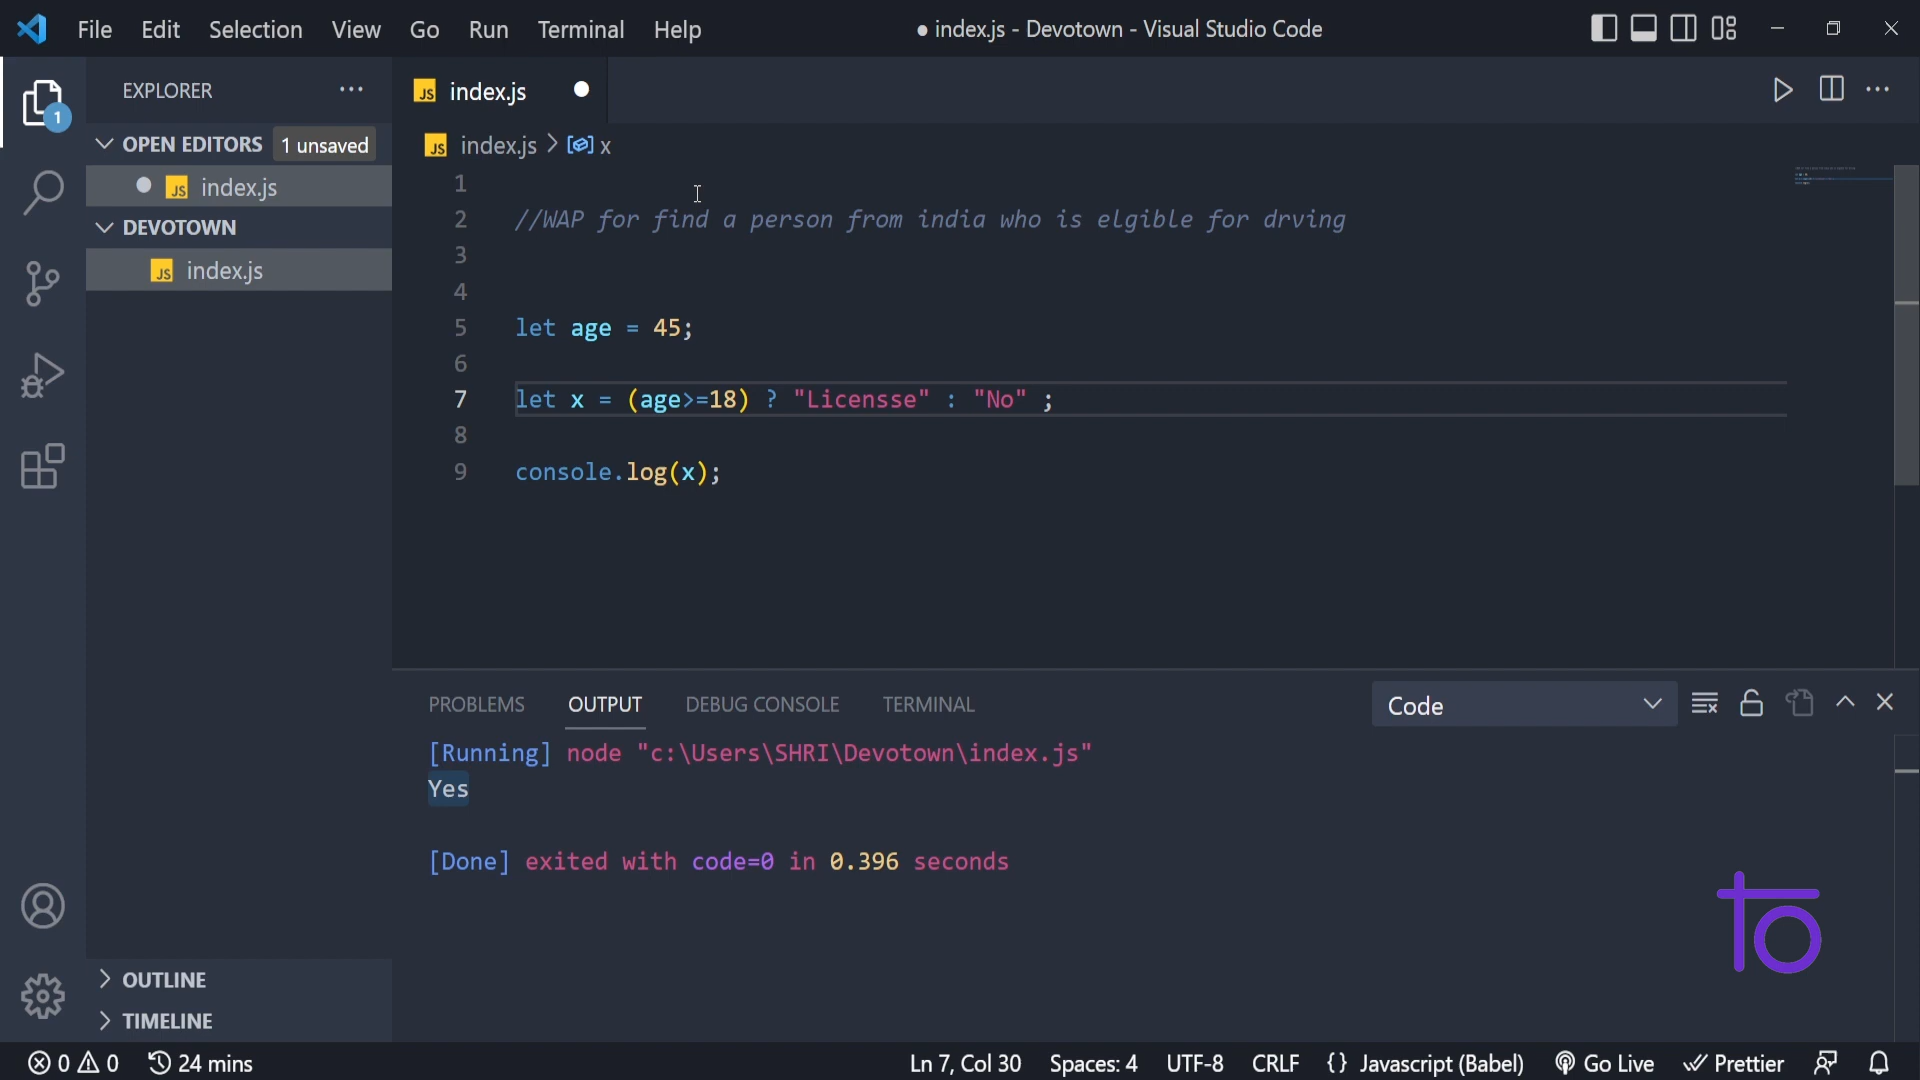 File Edit Selection View Go Run Terminal Help
● index.js - Devotown - Visual Studio Code
EXPLORER
1
OPEN EDITORS 1 unsaved
JS index.js
DEVOTOWN
JS index.js
OUTLINE
TIMELINE
JS index.js
JS index.js > x
1
2 //WAP for find a person from india who is elgible for drving
3
4
5 let age = 45;
6
7 let x = (age>=18) ? "Licensse" : "No" ;
8
9 console.log(x);
PROBLEMS OUTPUT DEBUG CONSOLE TERMINAL
Code
[Running] node "c:\Users\SHRI\Devotown\index.js"
Yes
[Done] exited with code=0 in 0.396 seconds
0 0 24 mins
Ln 7, Col 30 Spaces: 4 UTF-8 CRLF {} Javascript (Babel) Go Live Prettier